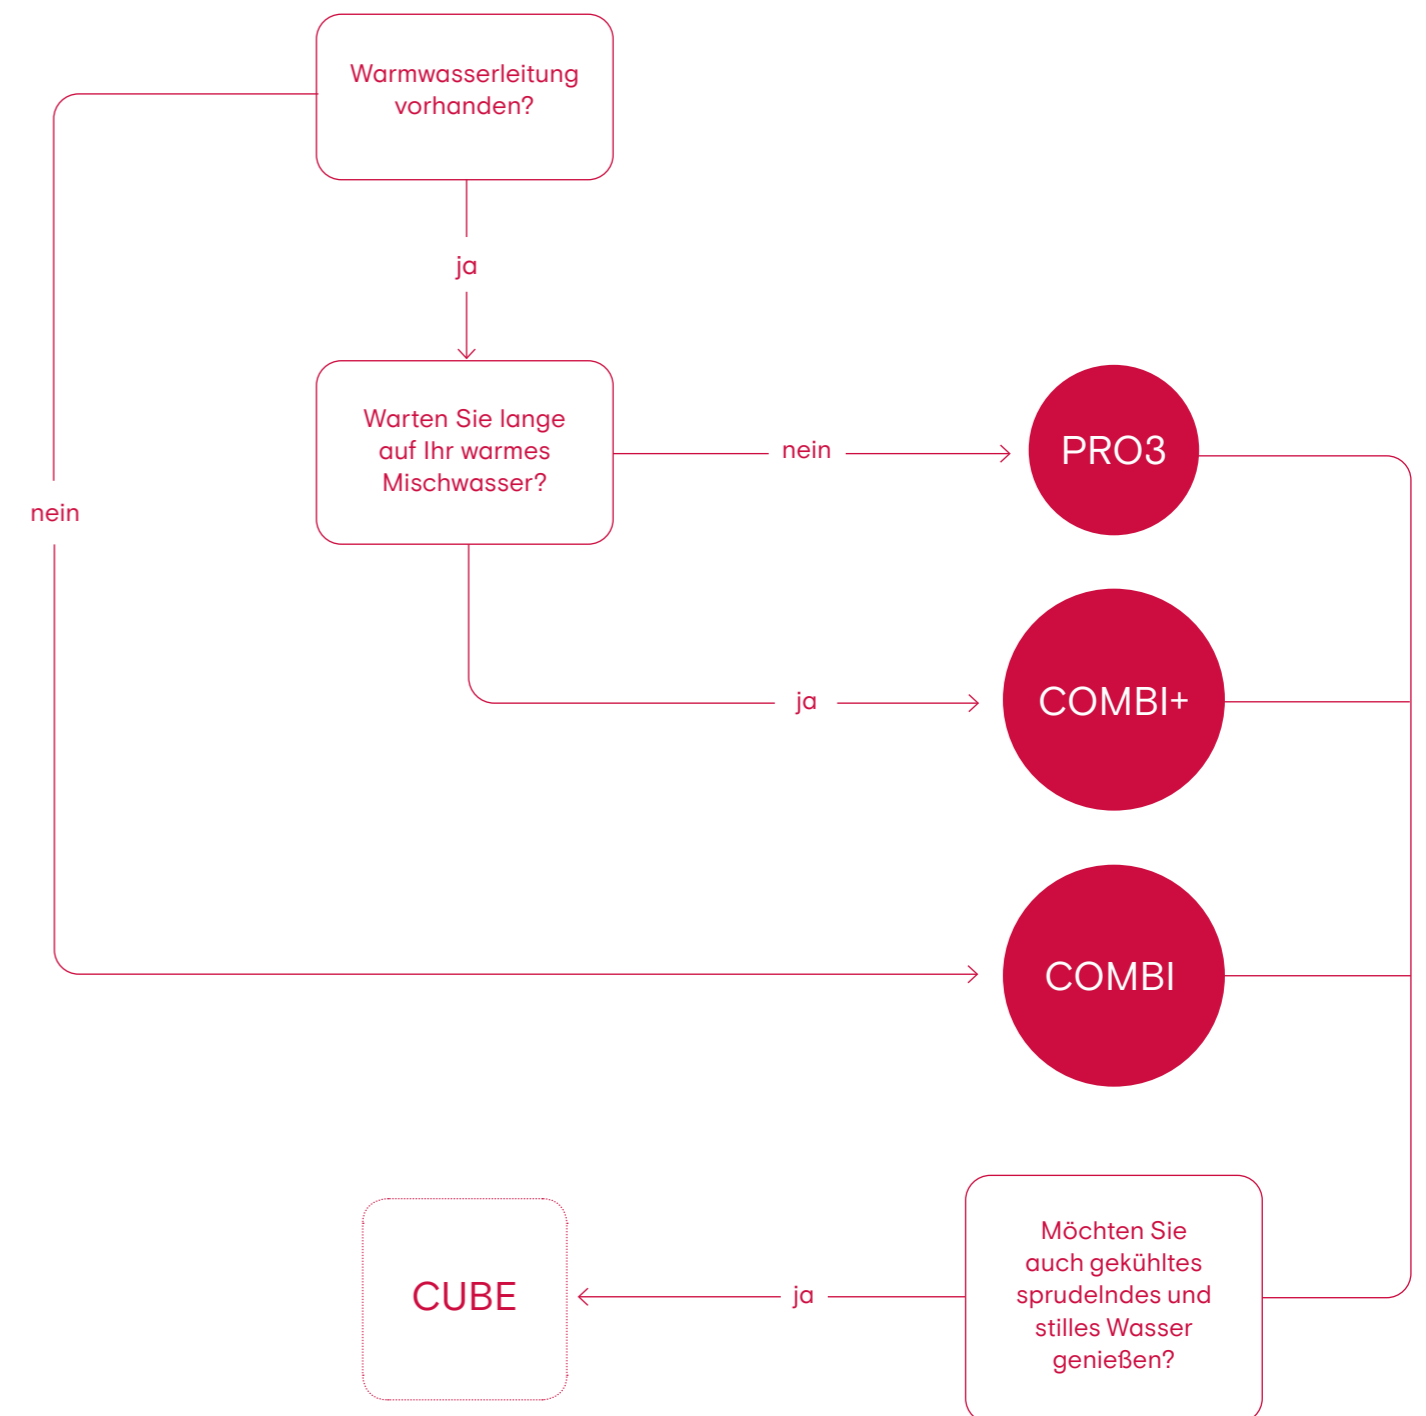 Warmwasserleitung
vorhanden?
ja
Warten Sie lange
auf Ihr warmes
Mischwasser?
nein
PRO3
nein
ja
COMBI+
COMBI
Möchten Sie
auch gekühltes
sprudelndes und
stilles Wasser
genießen?
ja
CUBE